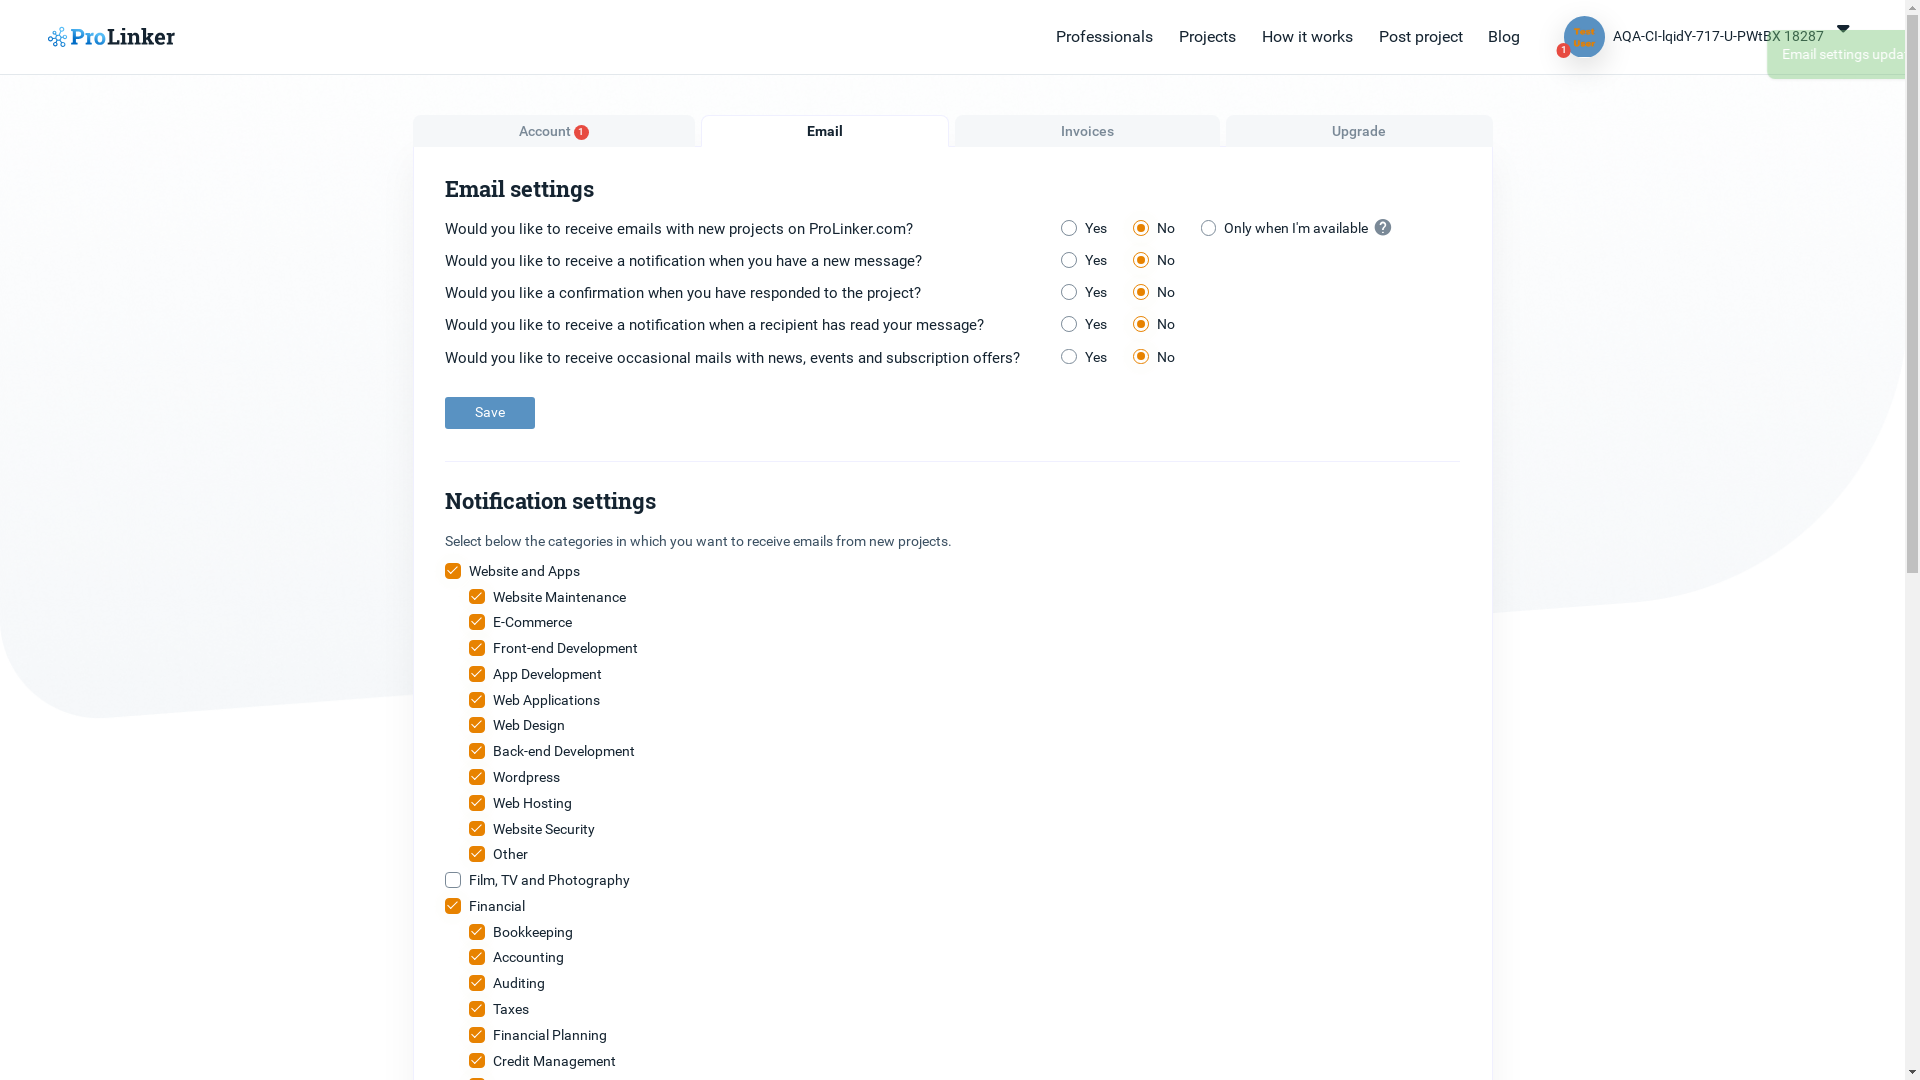 ProLinker
Professionals Projects How it works Post project Blog
AQA-CI-lqidY-717-U-PWtBX 18287
1
Email settings upda
Account 1 Email Invoices Upgrade
Email settings
Would you like to receive emails with new projects on ProLinker.com? Yes No Only when I'm available ?
Would you like to receive a notification when you have a new message? Yes No
Would you like a confirmation when you have responded to the project? Yes No
Would you like to receive a notification when a recipient has read your message? Yes No
Would you like to receive occasional mails with news, events and subscription offers? Yes No
Save
Notification settings
Select below the categories in which you want to receive emails from new projects.
Website and Apps
Website Maintenance
E-Commerce
Front-end Development
App Development
Web Applications
Web Design
Back-end Development
Wordpress
Web Hosting
Website Security
Other
Film, TV and Photography
Financial
Bookkeeping
Accounting
Auditing
Taxes
Financial Planning
Credit Management